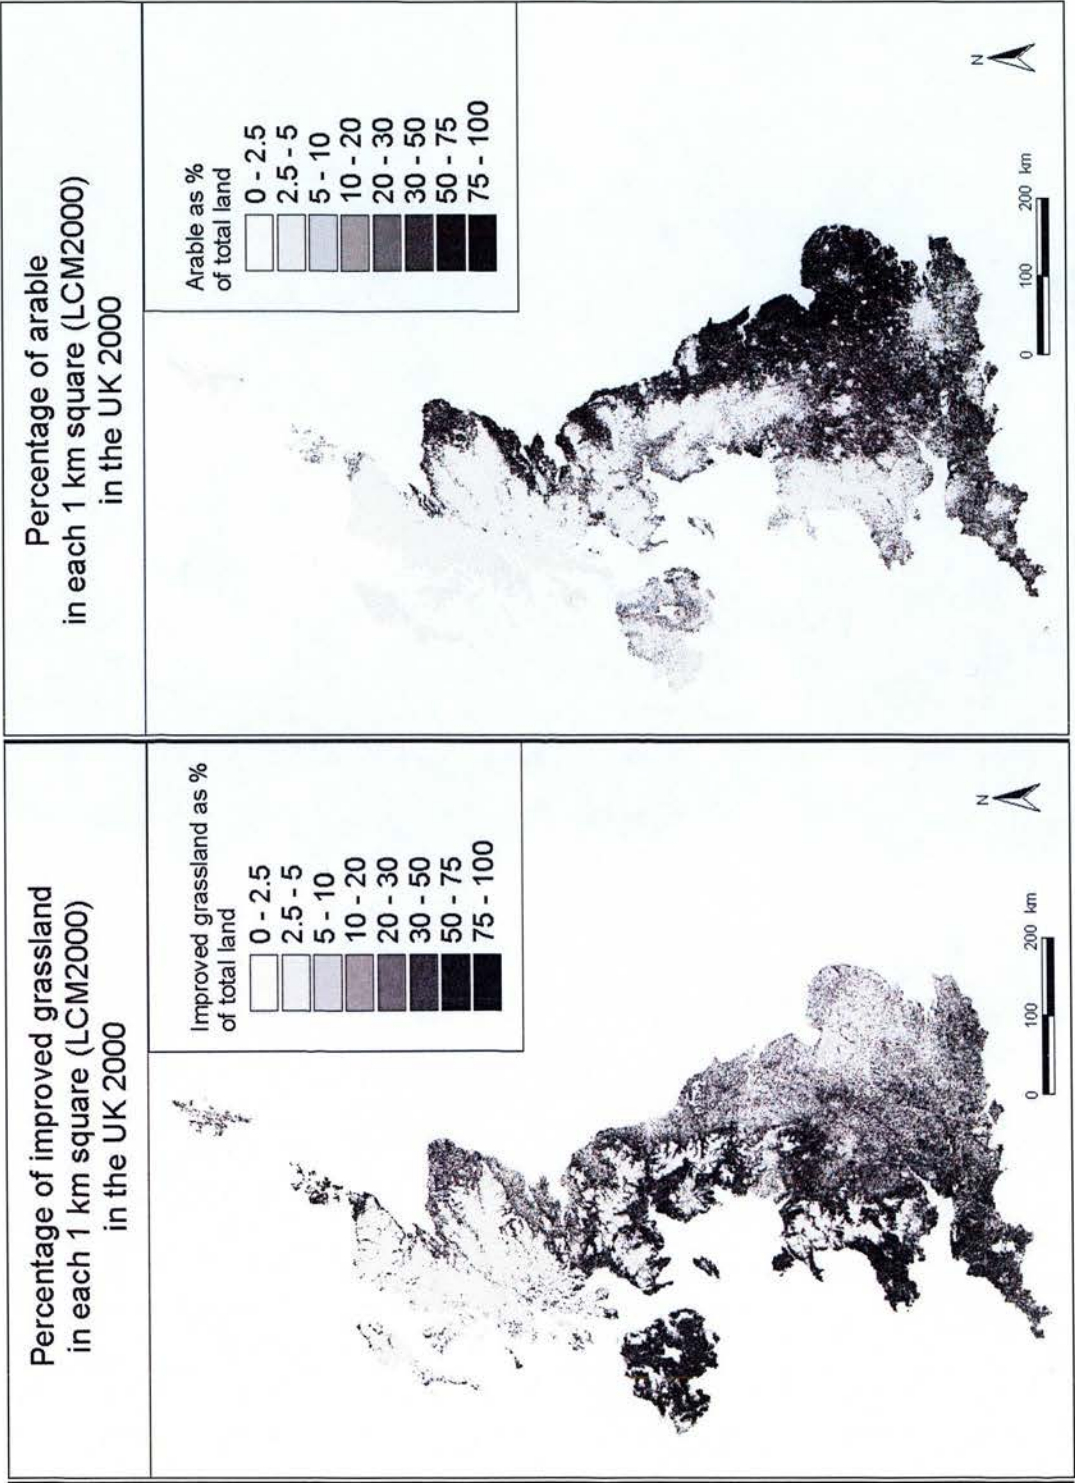 Percentage of improved grassland
in each 1 km square (LCM2000)
in the UK 2000
Improved grassland as %
of total land
0 - 2.5
2.5 - 5
5 - 10
10 - 20
20 - 30
30 - 50
50 - 75
75 - 100
N
0 100 200 km
Percentage of arable
in each 1 km square (LCM2000)
in the UK 2000
Arable as %
of total land
0 - 2.5
2.5 - 5
5 - 10
10 - 20
20 - 30
30 - 50
50 - 75
75 - 100
N
0 100 200 km